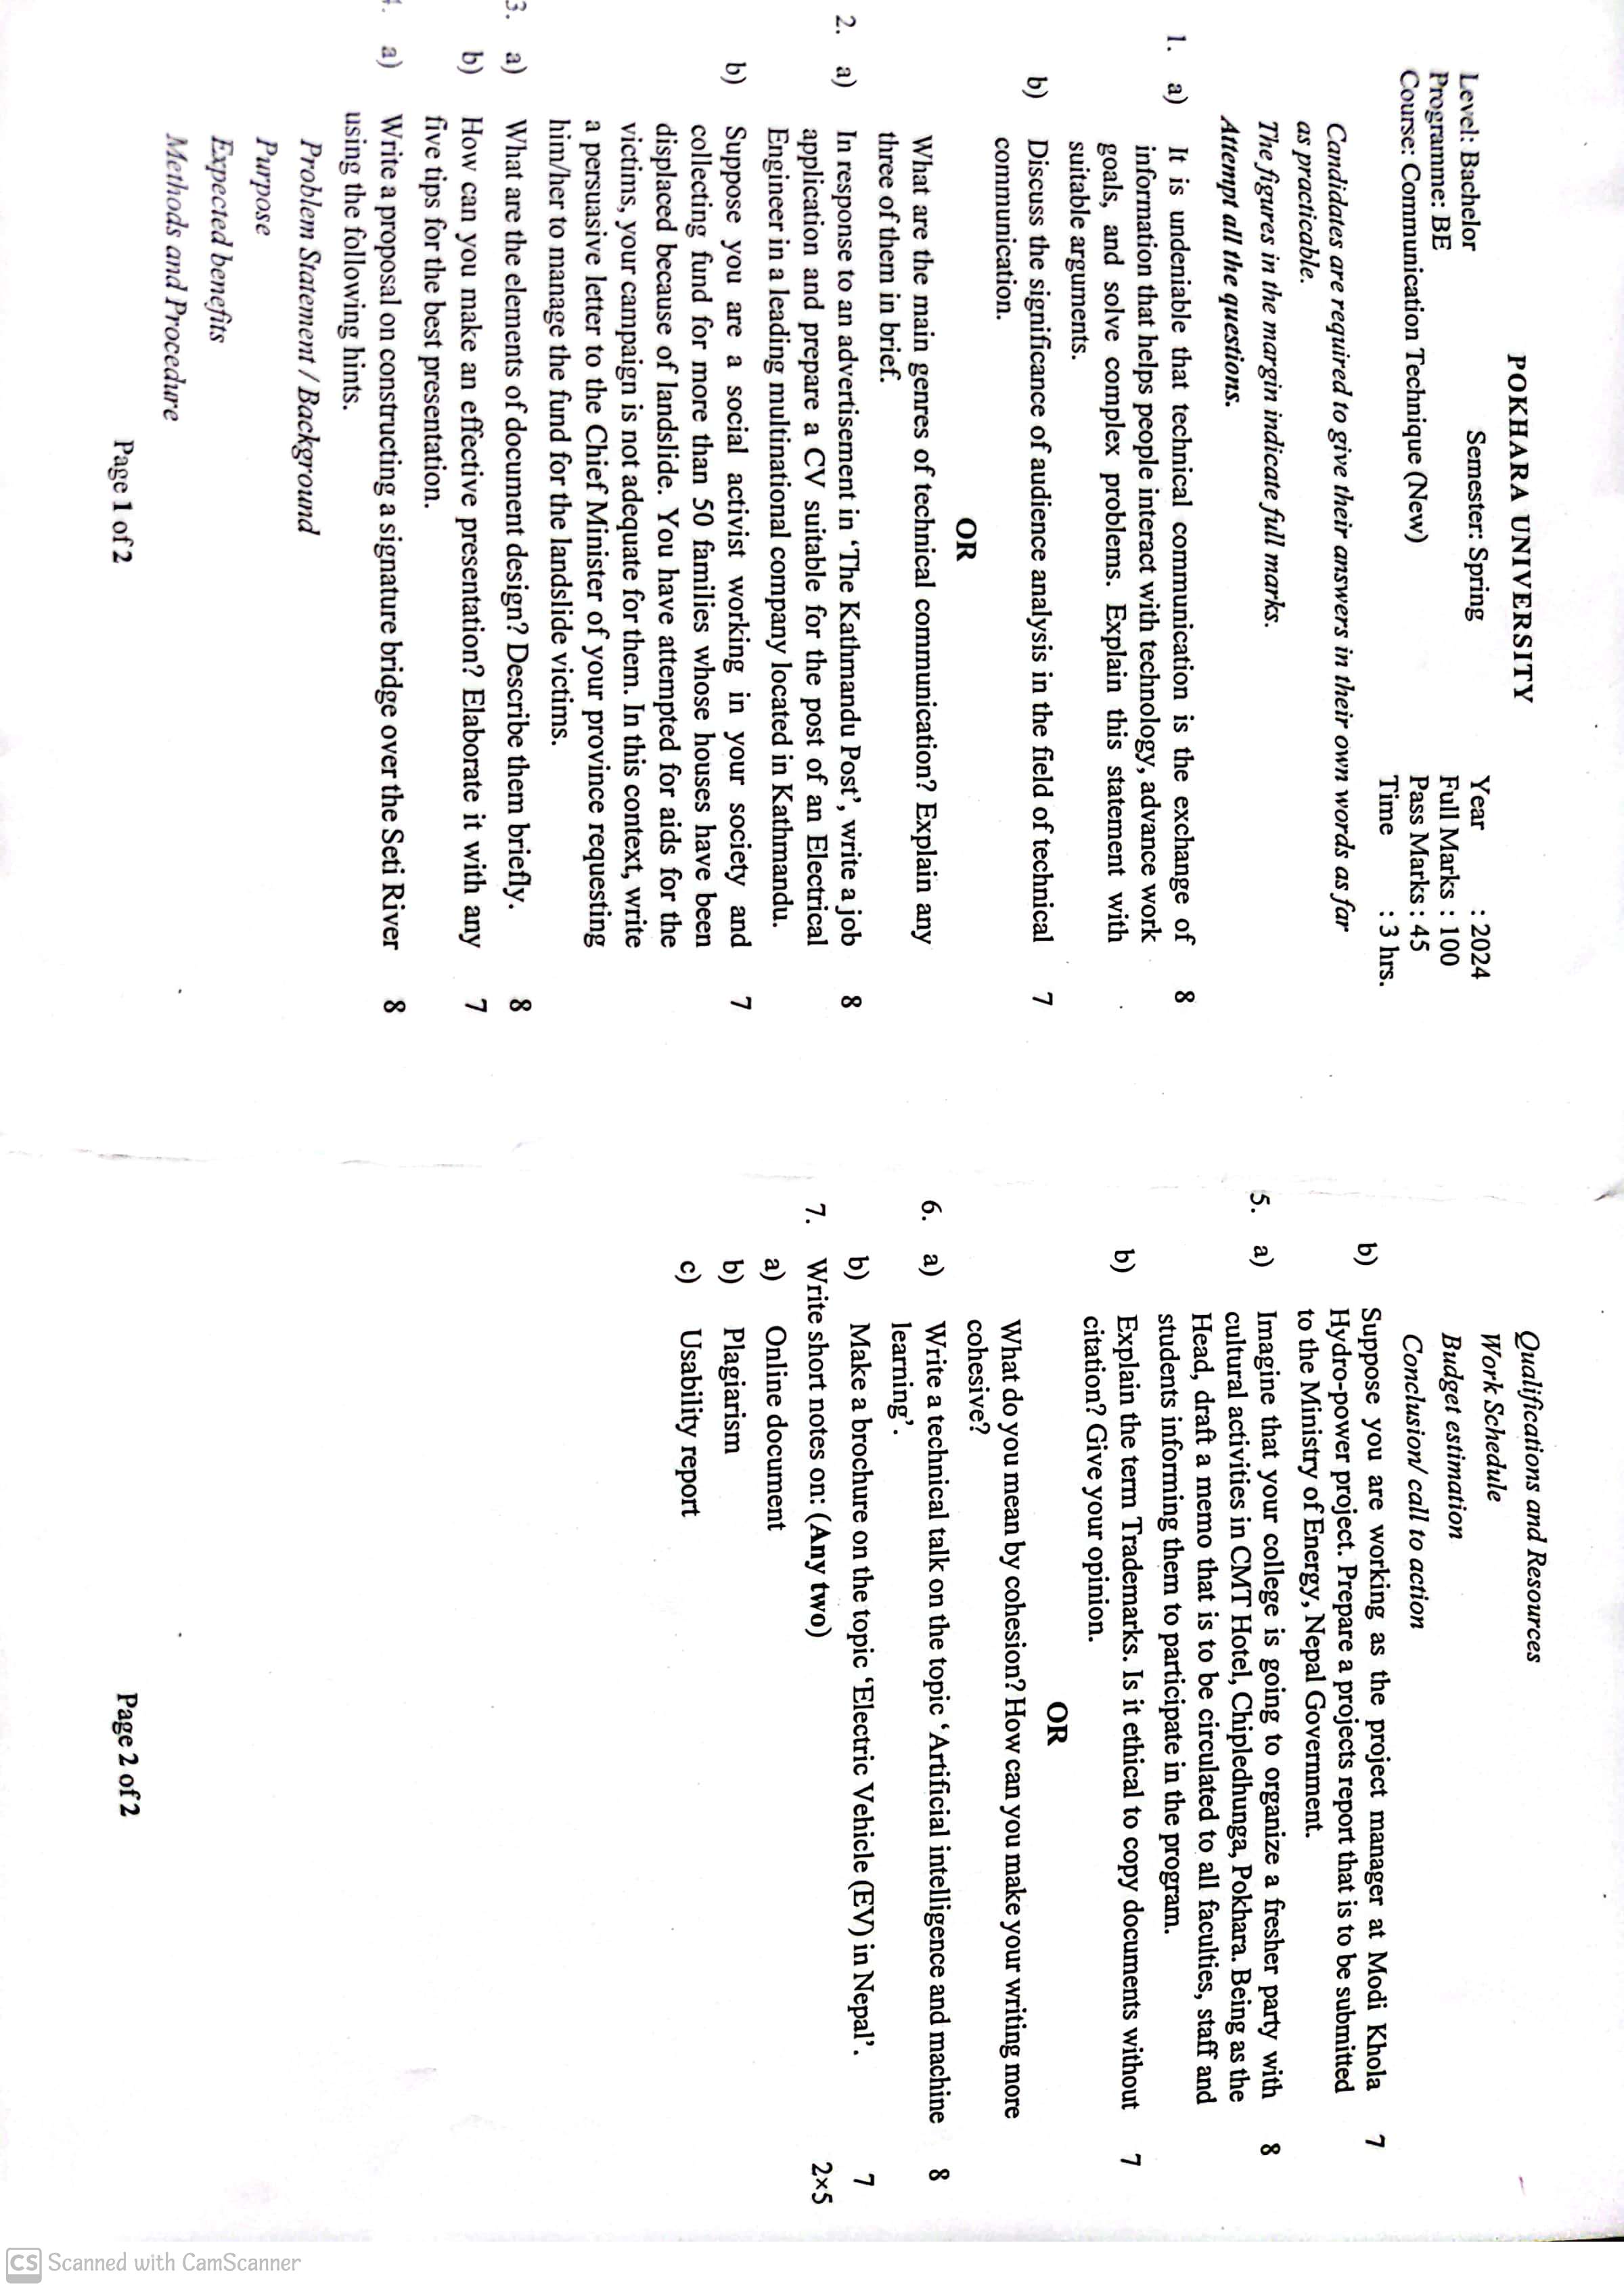 POKHARA UNIVERSITY
Level: Bachelor Semester: Spring Year : 2024
Programme: BE Full Marks : 100
Course: Communication Technique (New) Pass Marks : 45
Time : 3 hrs.
Candidates are required to give their answers in their own words as far
as practicable.
The figures in the margin indicate full marks.
Attempt all the questions.
1. a) It is undeniable that technical communication is the exchange of 8
information that helps people interact with technology, advance work
goals, and solve complex problems. Explain this statement with
suitable arguments.
b) Discuss the significance of audience analysis in the field of technical 7
communication.
OR
What are the main genres of technical communication? Explain any
three of them in brief.
2. a) In response to an advertisement in ‘The Kathmandu Post’, write a job 8
application and prepare a CV suitable for the post of an Electrical
Engineer in a leading multinational company located in Kathmandu.
b) Suppose you are a social activist working in your society and 7
collecting fund for more than 50 families whose houses have been
displaced because of landslide. You have attempted for aids for the
victims, your campaign is not adequate for them. In this context, write
a persuasive letter to the Chief Minister of your province requesting
him/her to manage the fund for the landslide victims.
3. a) What are the elements of document design? Describe them briefly. 8
b) How can you make an effective presentation? Elaborate it with any 7
five tips for the best presentation.
a) Write a proposal on constructing a signature bridge over the Seti River 8
using the following hints.
Problem Statement / Background
Purpose
Expected benefits
Methods and Procedure
Page 1 of 2
Qualifications and Resources
Work Schedule
Budget estimation
Conclusion/ call to action
b) Suppose you are working as the project manager at Modi Khola 7
Hydro-power project. Prepare a projects report that is to be submitted
to the Ministry of Energy, Nepal Government.
5. a) Imagine that your college is going to organize a fresher party with 8
cultural activities in CMT Hotel, Chipledhunga, Pokhara. Being as the
Head, draft a memo that is to be circulated to all faculties, staff and
students informing them to participate in the program.
b) Explain the term Trademarks. Is it ethical to copy documents without 7
citation? Give your opinion.
OR
What do you mean by cohesion? How can you make your writing more
cohesive?
6. a) Write a technical talk on the topic ‘Artificial intelligence and machine 8
learning’.
b) Make a brochure on the topic ‘Electric Vehicle (EV) in Nepal’. 7
7. Write short notes on: (Any two) 2×5
a) Online document
b) Plagiarism
c) Usability report
Page 2 of 2
CS Scanned with CamScanner